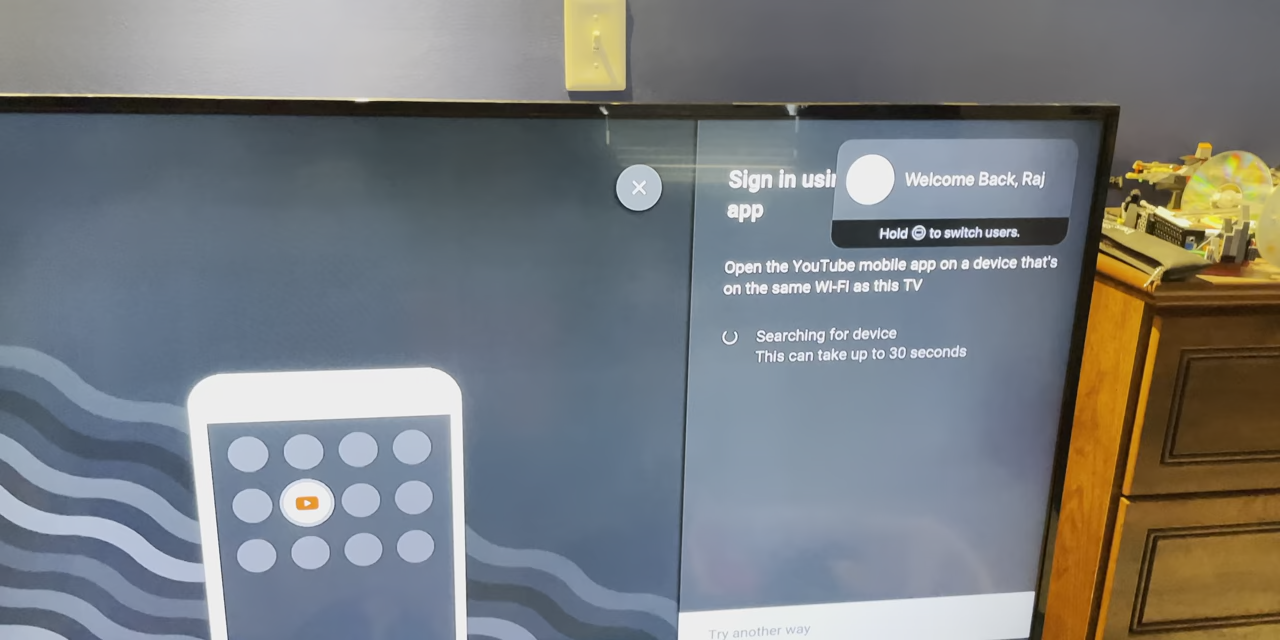 Sign in usin
app
Welcome Back, Raj
Hold to switch users.
Open the YouTube mobile app on a device that's
on the same Wi-Fi as this TV
Searching for device
This can take up to 30 seconds
Try another way